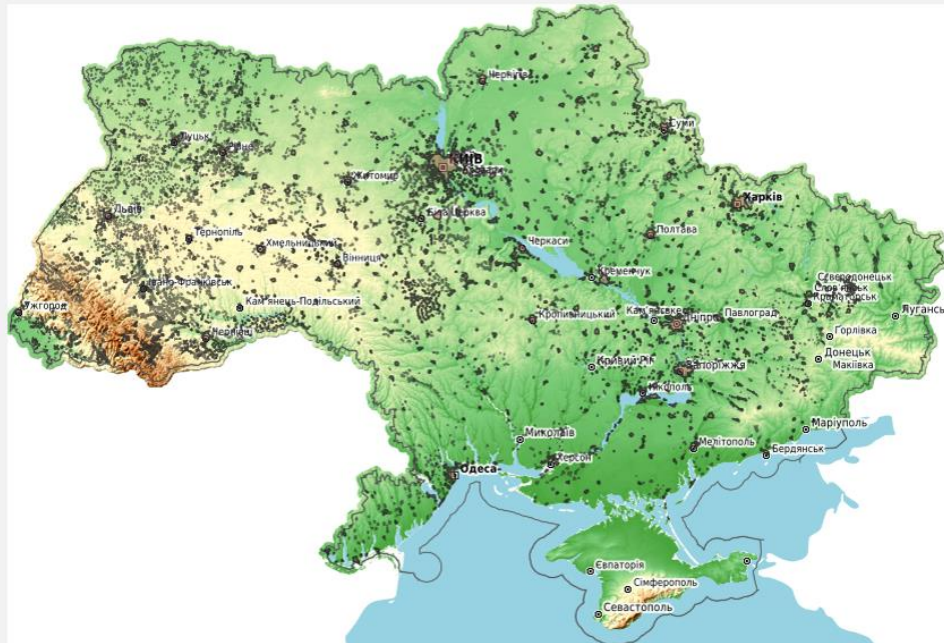 Чернігів
Суми
Луцьк
Рівне
КИЇВ
Житомир
Харків
Львів
Біла Церква
Тернопіль
Полтава
Хмельницький
Черкаси
Вінниця
Кременчук
Сєвєродонецьк
Івано-Франківськ
Слов'янськ
Краматорськ
Ужгород
Кам'янець-Подільський
Кропивницький
Кам'янське
Дніпро
Павлоград
Луганськ
Чернівці
Горлівка
Донецьк
Кривий Ріг
Запоріжжя
Макіївка
Нікополь
Маріуполь
Миколаїв
Мелітополь
Бердянськ
Херсон
Одеса
Євпаторія
Сімферополь
Севастополь